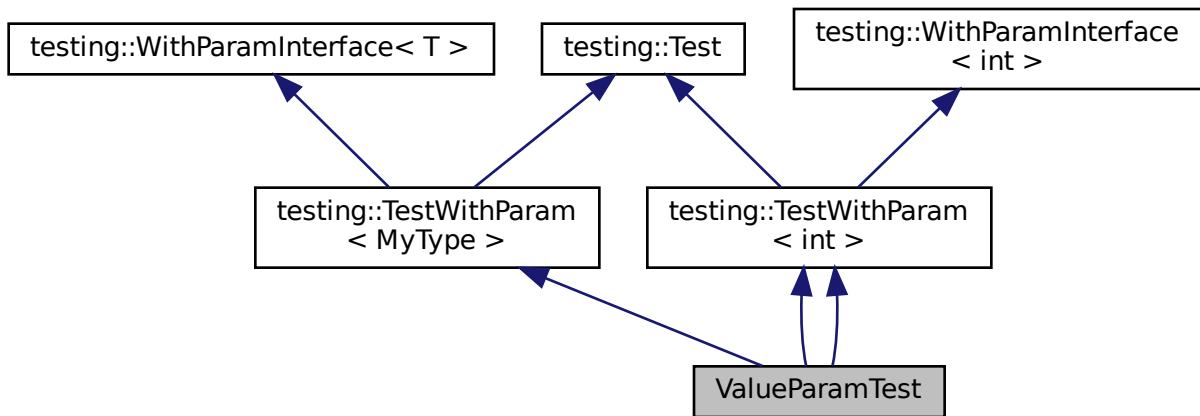 testing::WithParamInterface< T >
testing::Test
testing::WithParamInterface
< int >
testing::TestWithParam
< MyType >
testing::TestWithParam
< int >
ValueParamTest